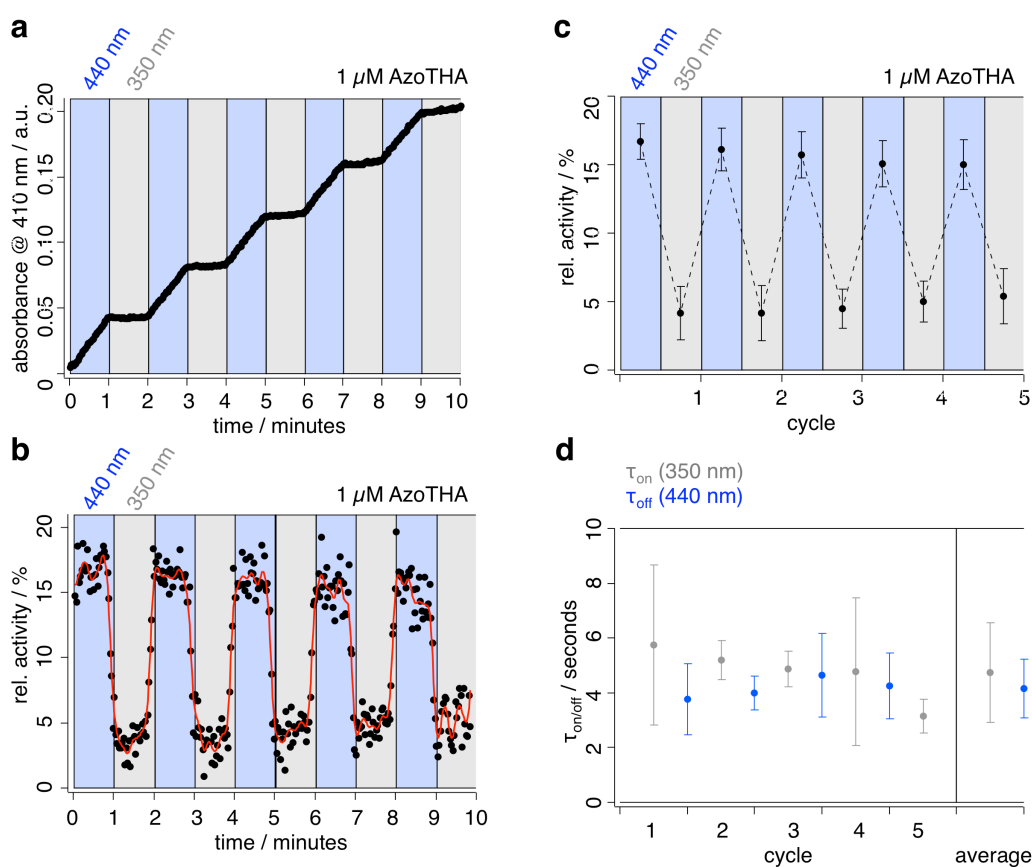 a
440 nm
350 nm
1 µM AzoTHA
absorbance @ 410 nm / a.u.
0.20
0.15
0.10
0.05
0
0 1 2 3 4 5 6 7 8 9 10
time / minutes
b
440 nm
350 nm
1 µM AzoTHA
rel. activity / %
20
15
10
5
0
0 1 2 3 4 5 6 7 8 9 10
time / minutes
c
440 nm
350 nm
1 µM AzoTHA
rel. activity / %
20
15
10
5
0
1 2 3 4 5
cycle
d
τon (350 nm)
τoff (440 nm)
τon/off / seconds
10
8
6
4
2
0
1 2 3 4 5
cycle average